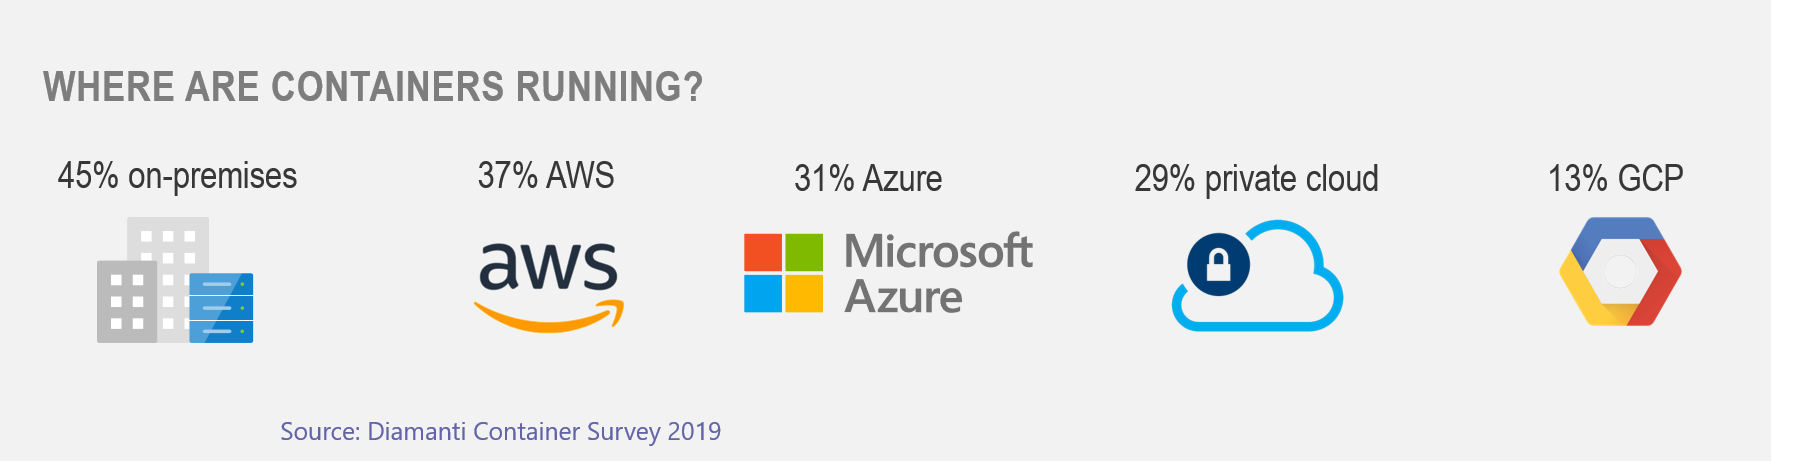 WHERE ARE CONTAINERS RUNNING?
45% on-premises
37% AWS
31% Azure
29% private cloud
13% GCP
aws
Microsoft
Azure
Source: Diamanti Container Survey 2019